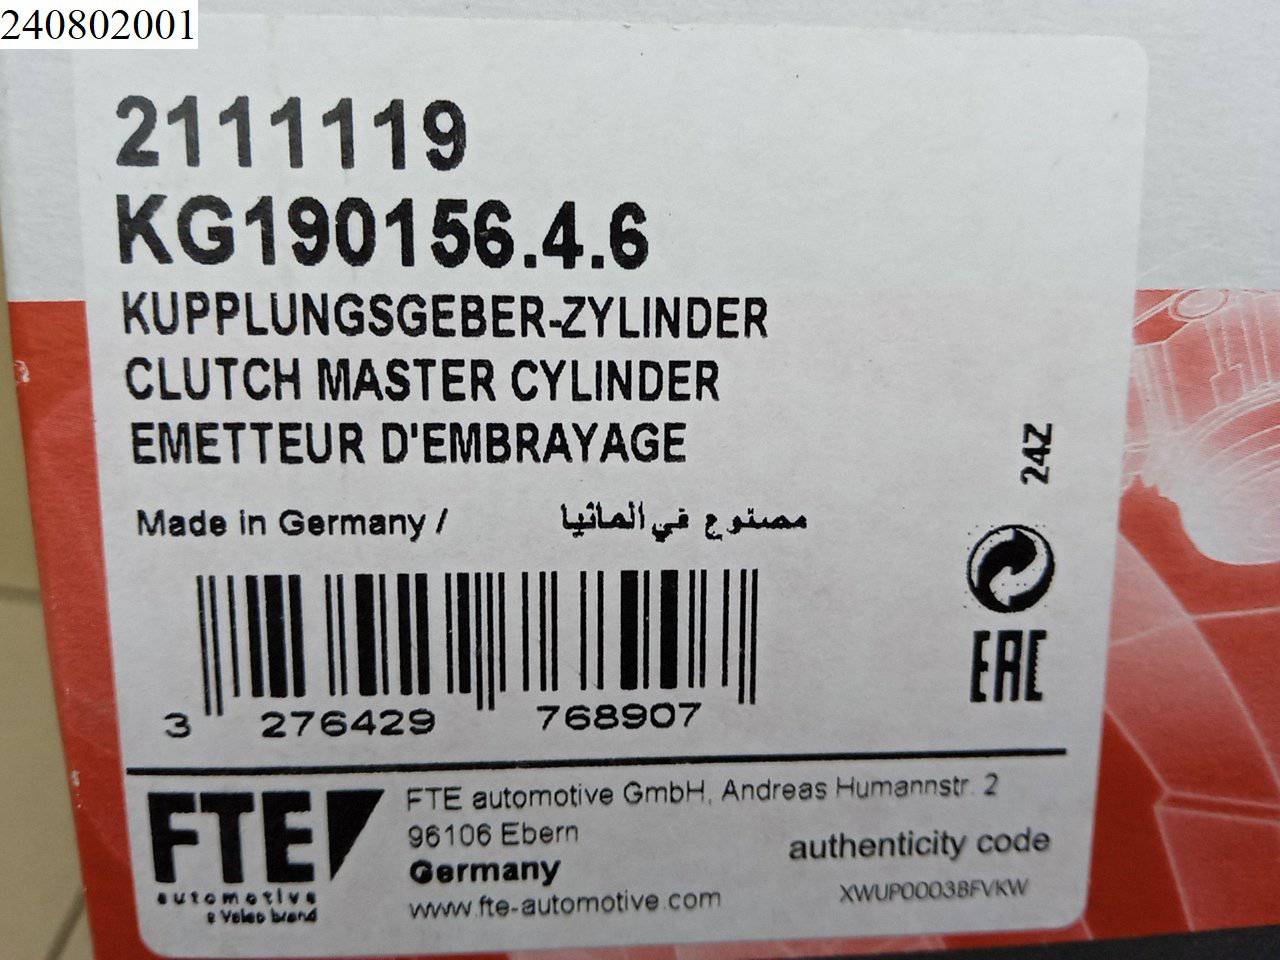 240802001
2111119
KG190156.4.6
KUPPLUNGSGEBER-ZYLINDER
CLUTCH MASTER CYLINDER
EMETTEUR D'EMBRAYAGE
24Z
Made in Germany / مصنوع في المانيا
EAC
3 276429 768907
FTE
automotive
a Valeo brand
FTE automotive GmbH, Andreas Humannstr. 2
96106 Ebern
Germany
www.fte-automotive.com
authenticity code
XWUP00038FVKW